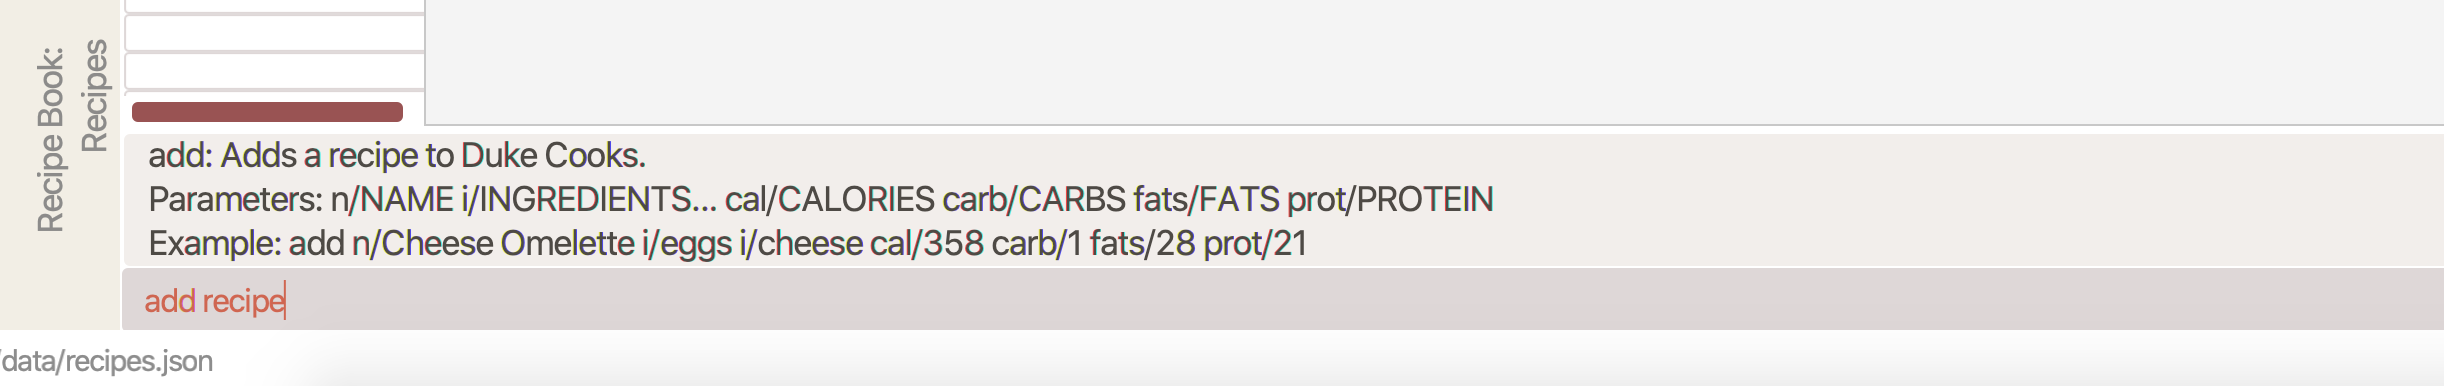 Recipe Book:
Recipes
add: Adds a recipe to Duke Cooks.
Parameters: n/NAME i/INGREDIENTS... cal/CALORIES carb/CARBS fats/FATS prot/PROTEIN
Example: add n/Cheese Omelette i/eggs i/cheese cal/358 carb/1 fats/28 prot/21
add recipe
/data/recipes.json